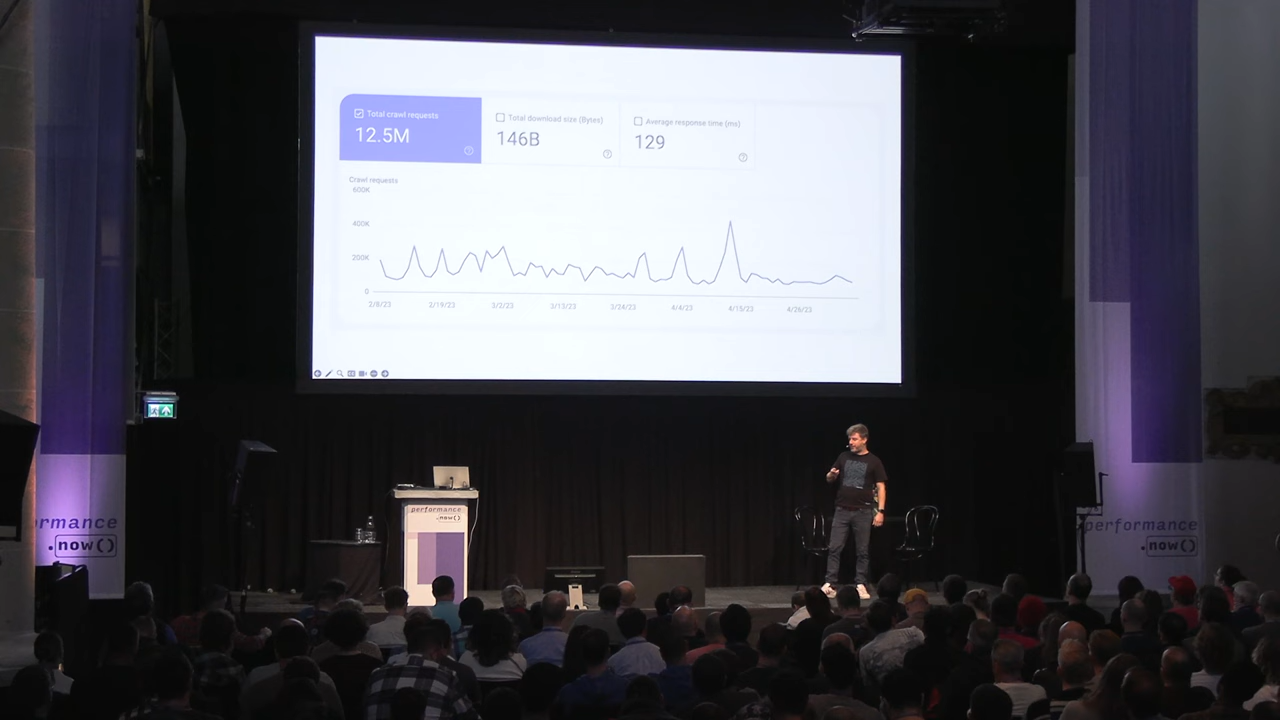 Total crawl requests
12.5M
Total download size (Bytes)
146B
Average response time (ms)
129
Crawl requests
600K
400K
200K
0
2/8/23
2/19/23
3/2/23
3/13/23
3/24/23
4/4/23
4/15/23
4/26/23
performance
.now()
ormance
.now()
performance
.now()